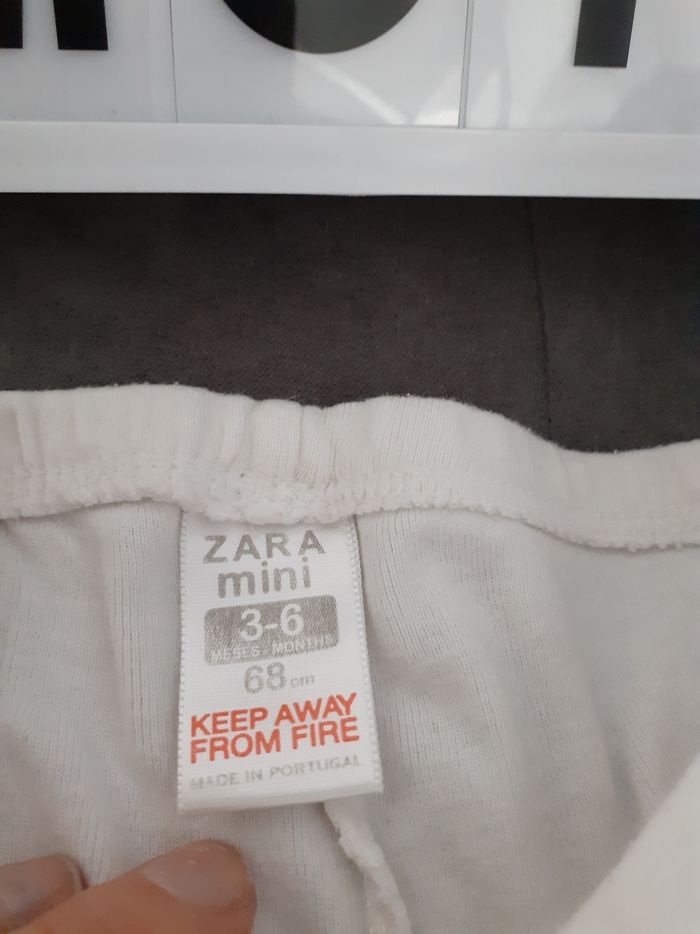 ZARA
mini
3-6
MESES / MONTHS
68 cm
KEEP AWAY
FROM FIRE
MADE IN PORTUGAL